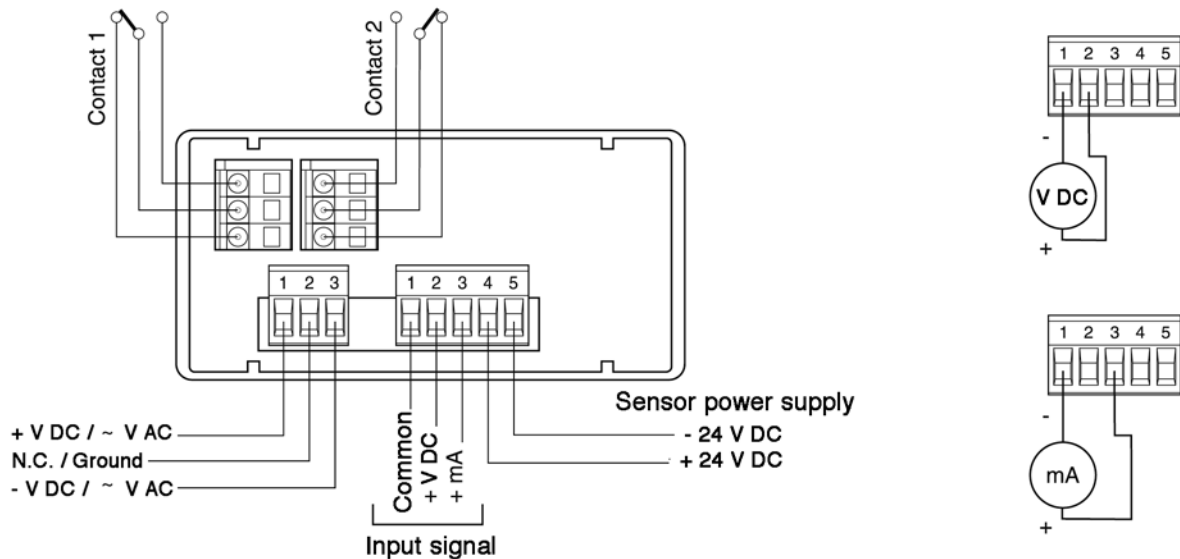 Contact 1
Contact 2
1 2 3
1 2 3 4 5
+ V DC / ~ V AC
N.C. / Ground
- V DC / ~ V AC
Common
+ V DC
+ mA
Input signal
Sensor power supply
- 24 V DC
+ 24 V DC
1 2 3 4 5
-
V DC
+
1 2 3 4 5
-
mA
+